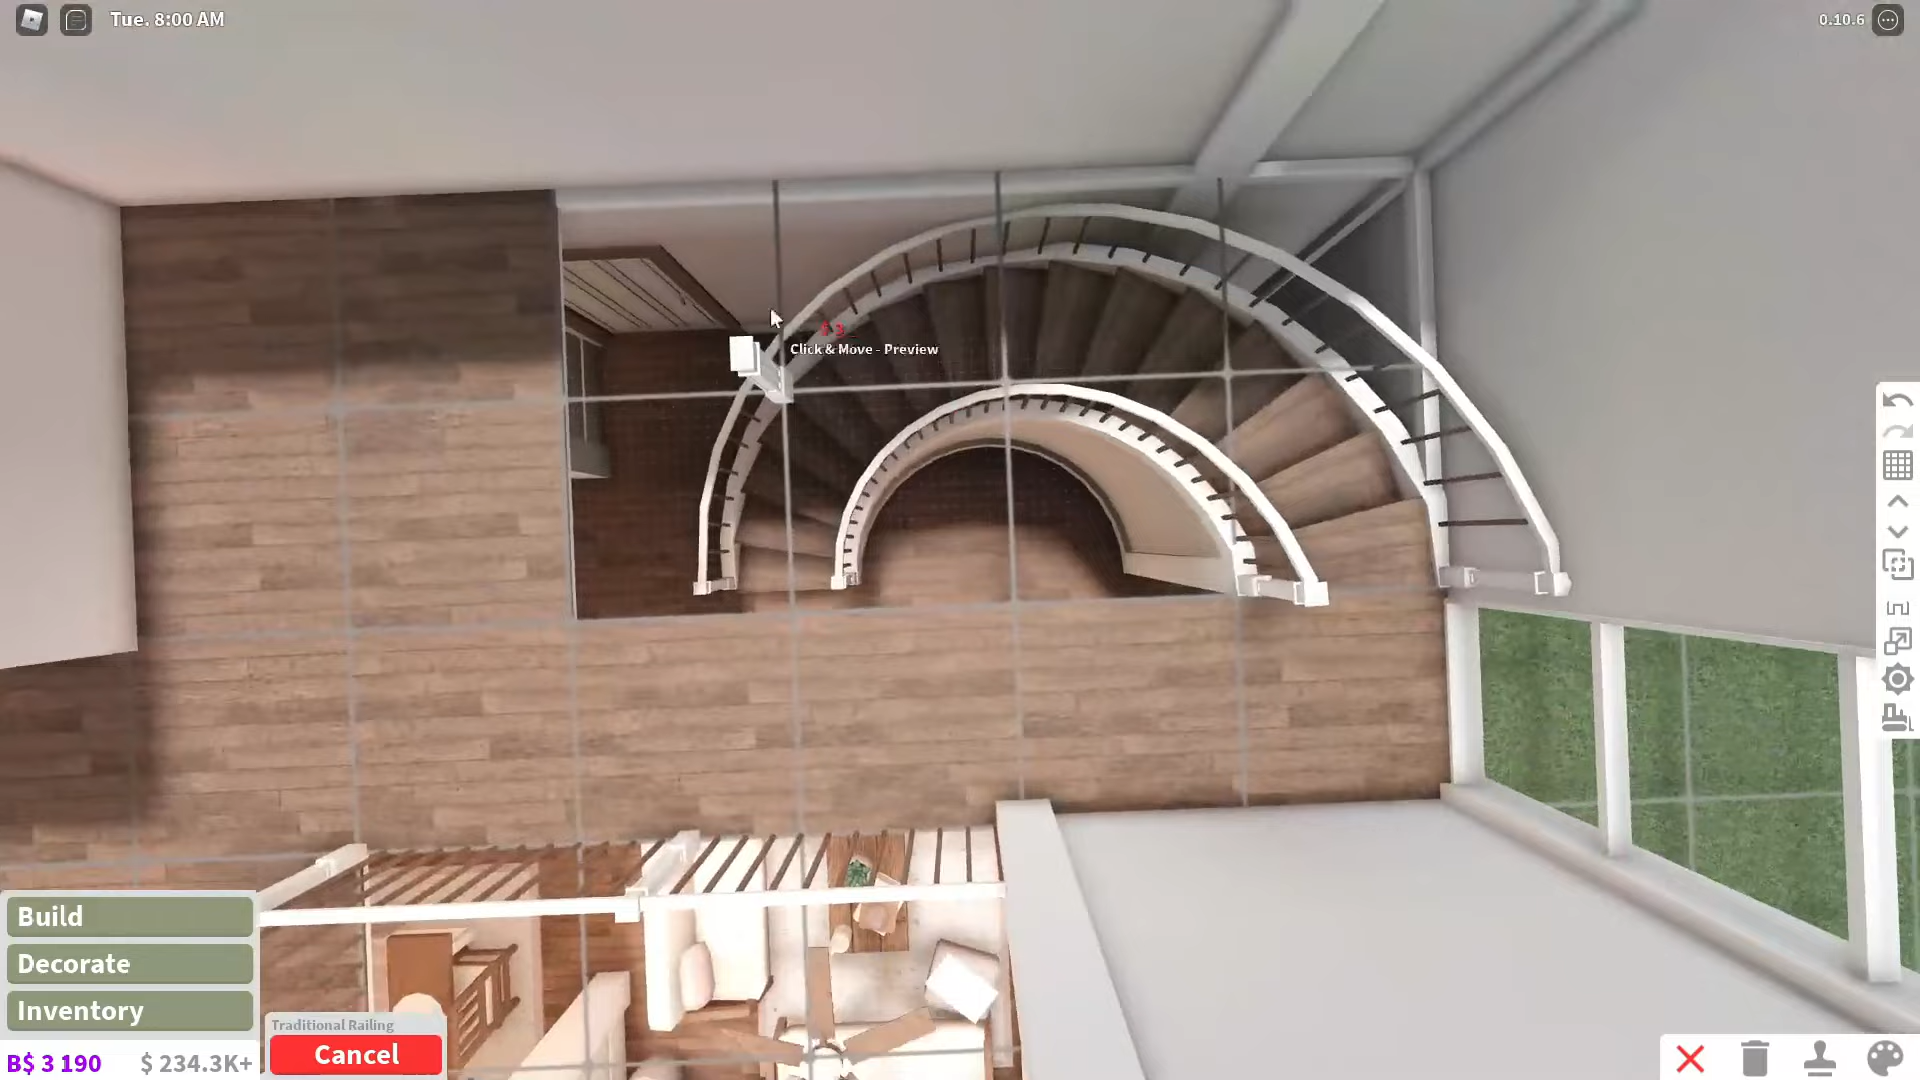 Tue. 8:00 AM
0.10.6
Click & Move - Preview
Build
Decorate
Inventory
Traditional Railing
Cancel
B$ 3 190
$ 234.3K+